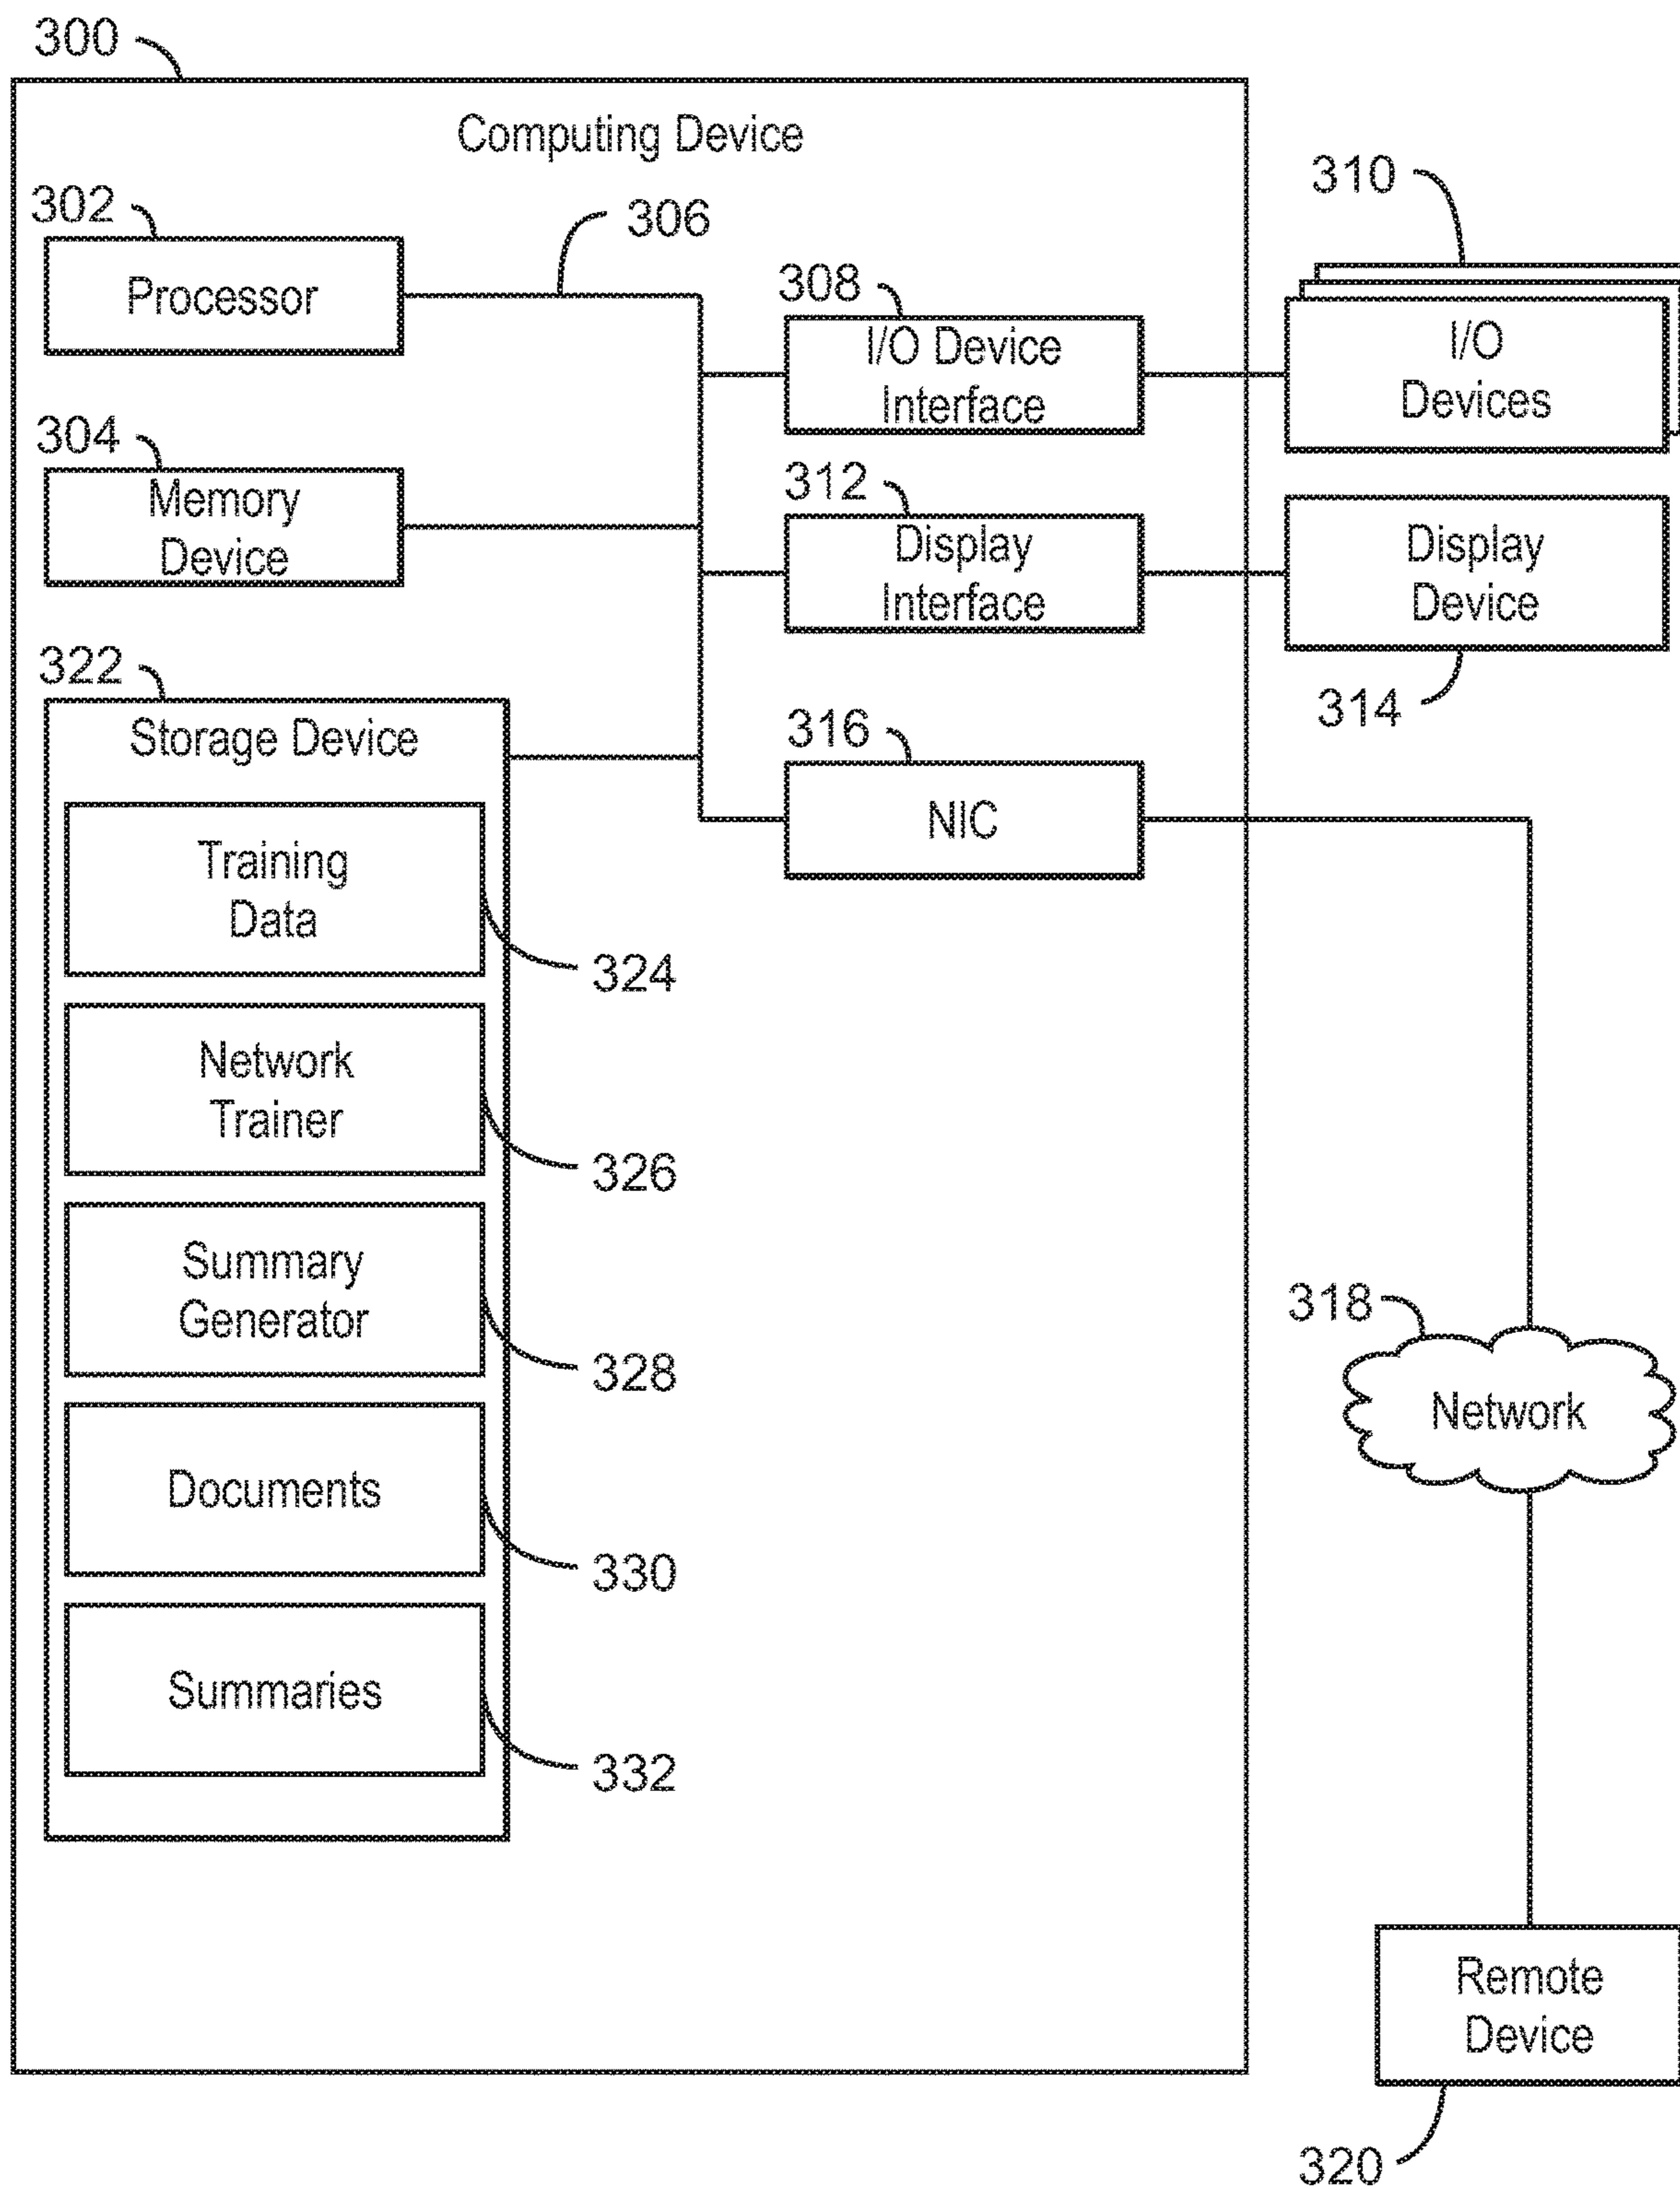 300
Computing Device
302
Processor
306
308
I/O Device
Interface
310
I/O
Devices
304
Memory
Device
312
Display
Interface
Display
Device
314
322
Storage Device
316
NIC
Training
Data
324
Network
Trainer
326
Summary
Generator
328
318
Network
Documents
330
Summaries
332
Remote
Device
320